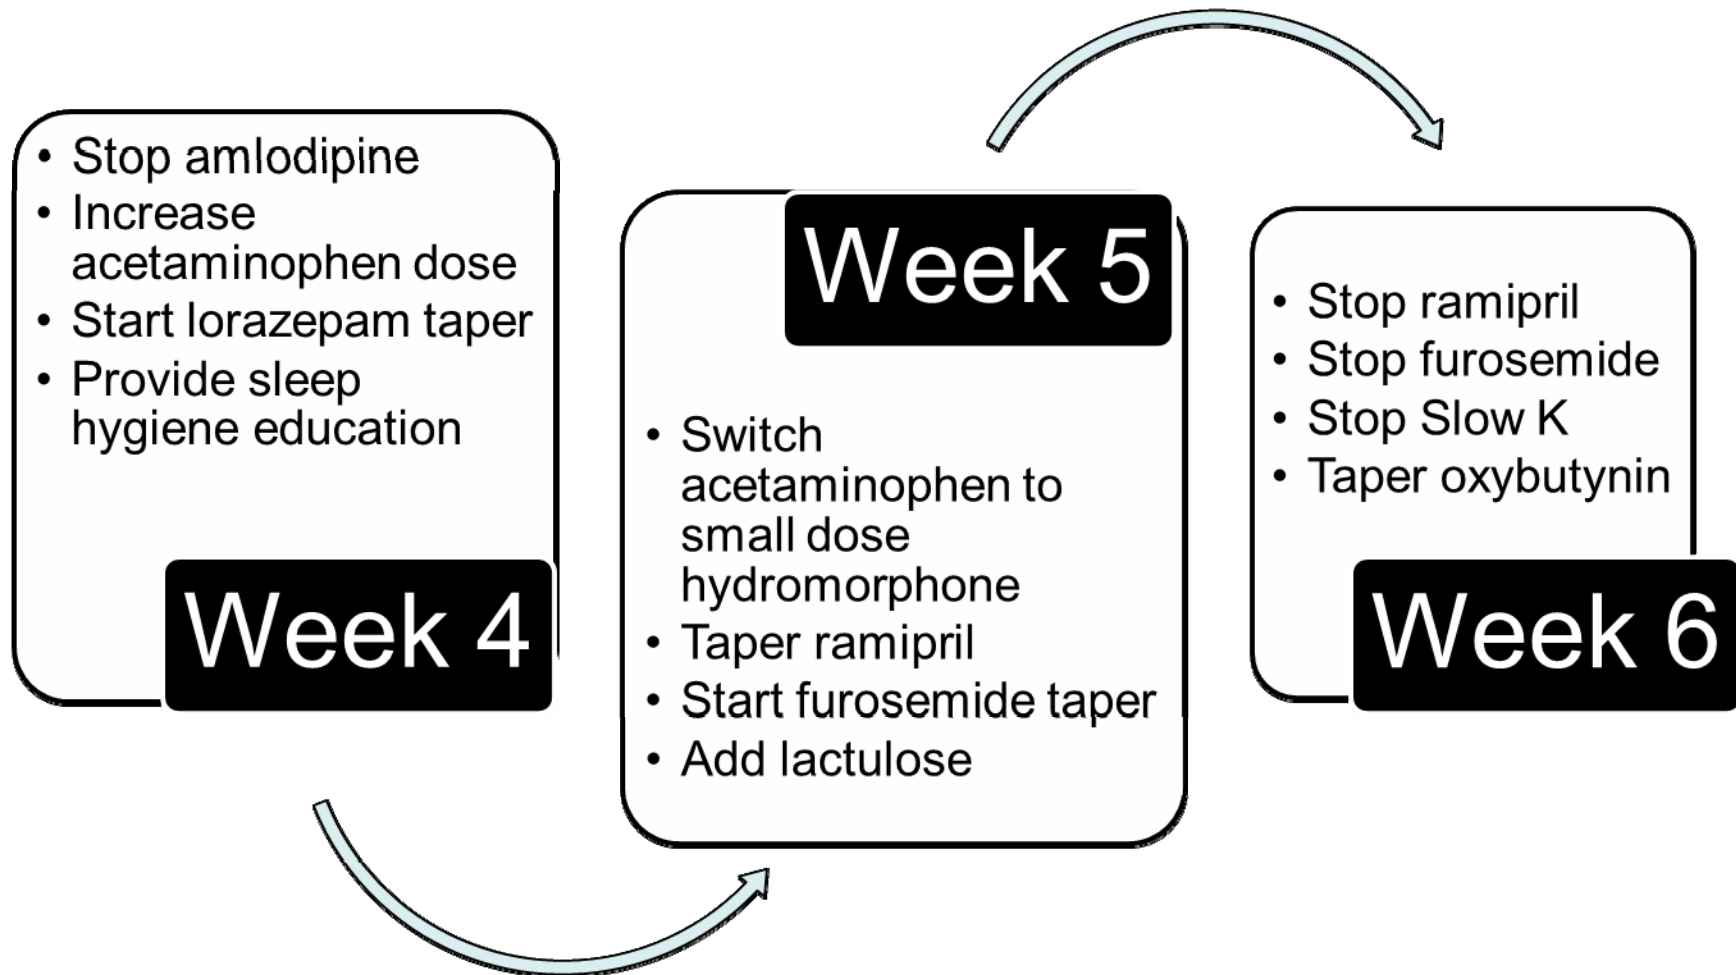 • Stop amlodipine
• Increase
acetaminophen dose
• Start lorazepam taper
• Provide sleep
hygiene education
Week 4
Week 5
• Switch
acetaminophen to
small dose
hydromorphone
• Taper ramipril
• Start furosemide taper
• Add lactulose
• Stop ramipril
• Stop furosemide
• Stop Slow K
• Taper oxybutynin
Week 6